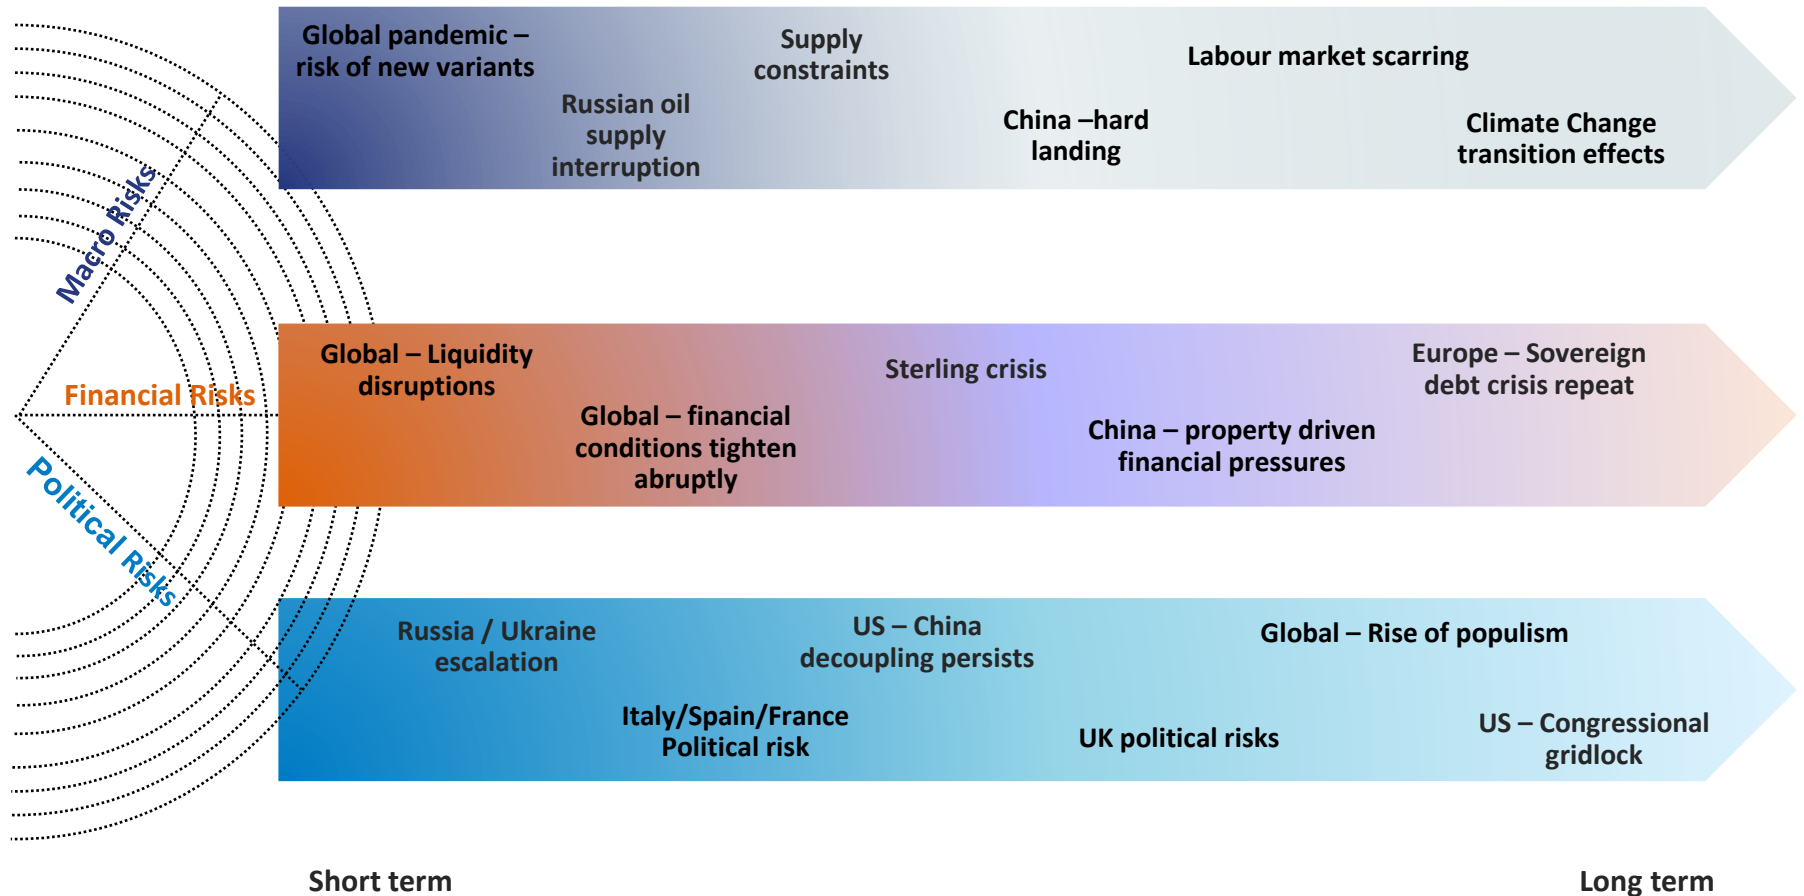 Macro Risks
Global pandemic –
risk of new variants
Russian oil
supply
interruption
Supply
constraints
China –hard
landing
Labour market scarring
Climate Change
transition effects
Financial Risks
Global – Liquidity
disruptions
Global – financial
conditions tighten
abruptly
Sterling crisis
China – property driven
financial pressures
Europe – Sovereign
debt crisis repeat
Political Risks
Russia / Ukraine
escalation
Italy/Spain/France
Political risk
US – China
decoupling persists
UK political risks
Global – Rise of populism
US – Congressional
gridlock
Short term
Long term